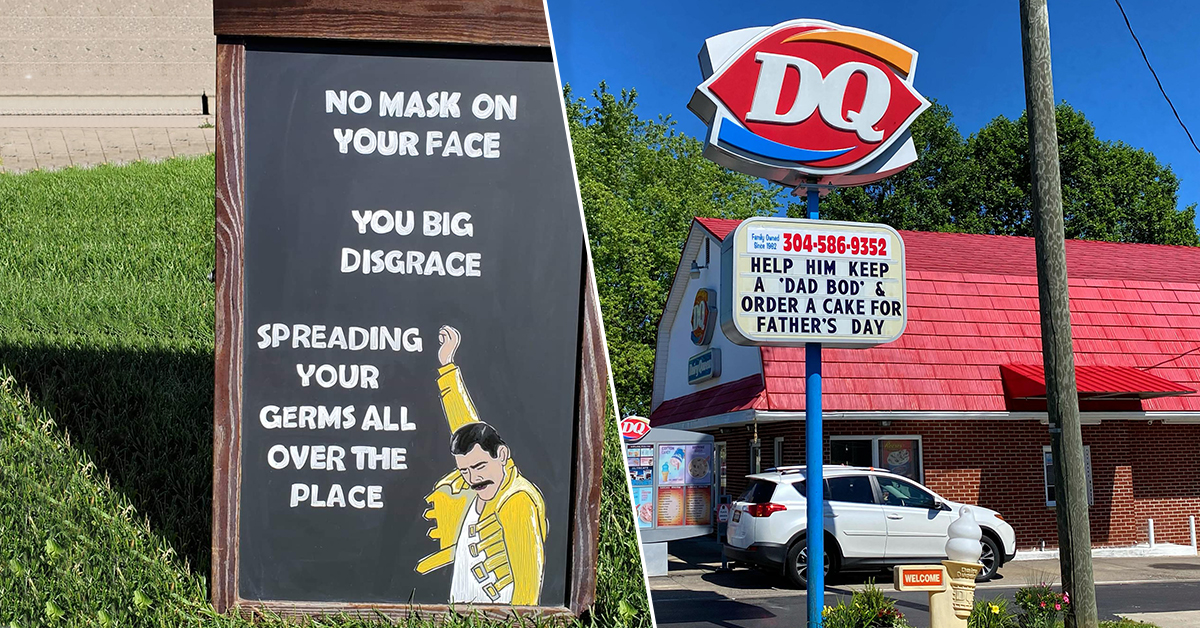 NO MASK ON
YOUR FACE
YOU BIG
DISGRACE
SPREADING
YOUR
GERMS ALL
OVER THE
PLACE
DQ
Family Owned
Since 1982
304-586-9352
HELP HIM KEEP
A 'DAD BOD' &
ORDER A CAKE FOR
FATHER'S DAY
DQ
WELCOME